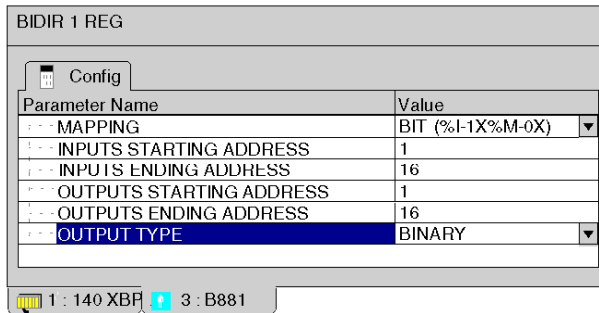 BIDIR 1 REG
Config
Parameter Name Value
MAPPING BIT (%I-1X%M-0X)
INPUTS STARTING ADDRESS 1
INPUTS ENDING ADDRESS 16
OUTPUTS STARTING ADDRESS 1
OUTPUTS ENDING ADDRESS 16
OUTPUT TYPE BINARY
1 : 140 XBP 3 : B881